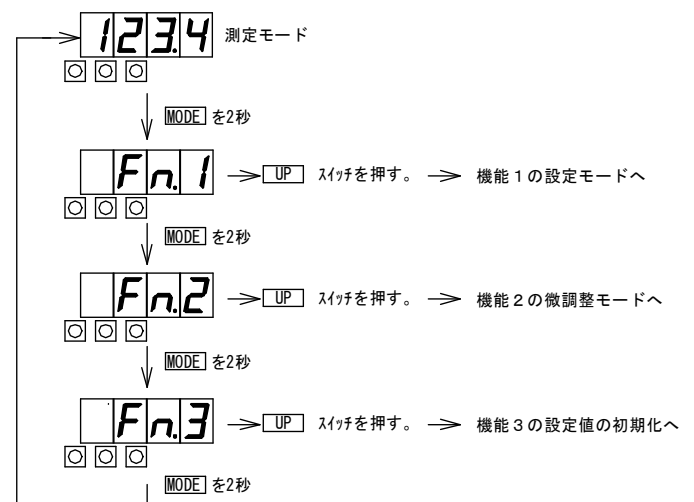 123.4 測定モード
MODE を2秒
Fn.1 UP スイッチを押す。 機能1の設定モードへ
MODE を2秒
Fn.2 UP スイッチを押す。 機能2の微調整モードへ
MODE を2秒
Fn.3 UP スイッチを押す。 機能3の設定値の初期化へ
MODE を2秒